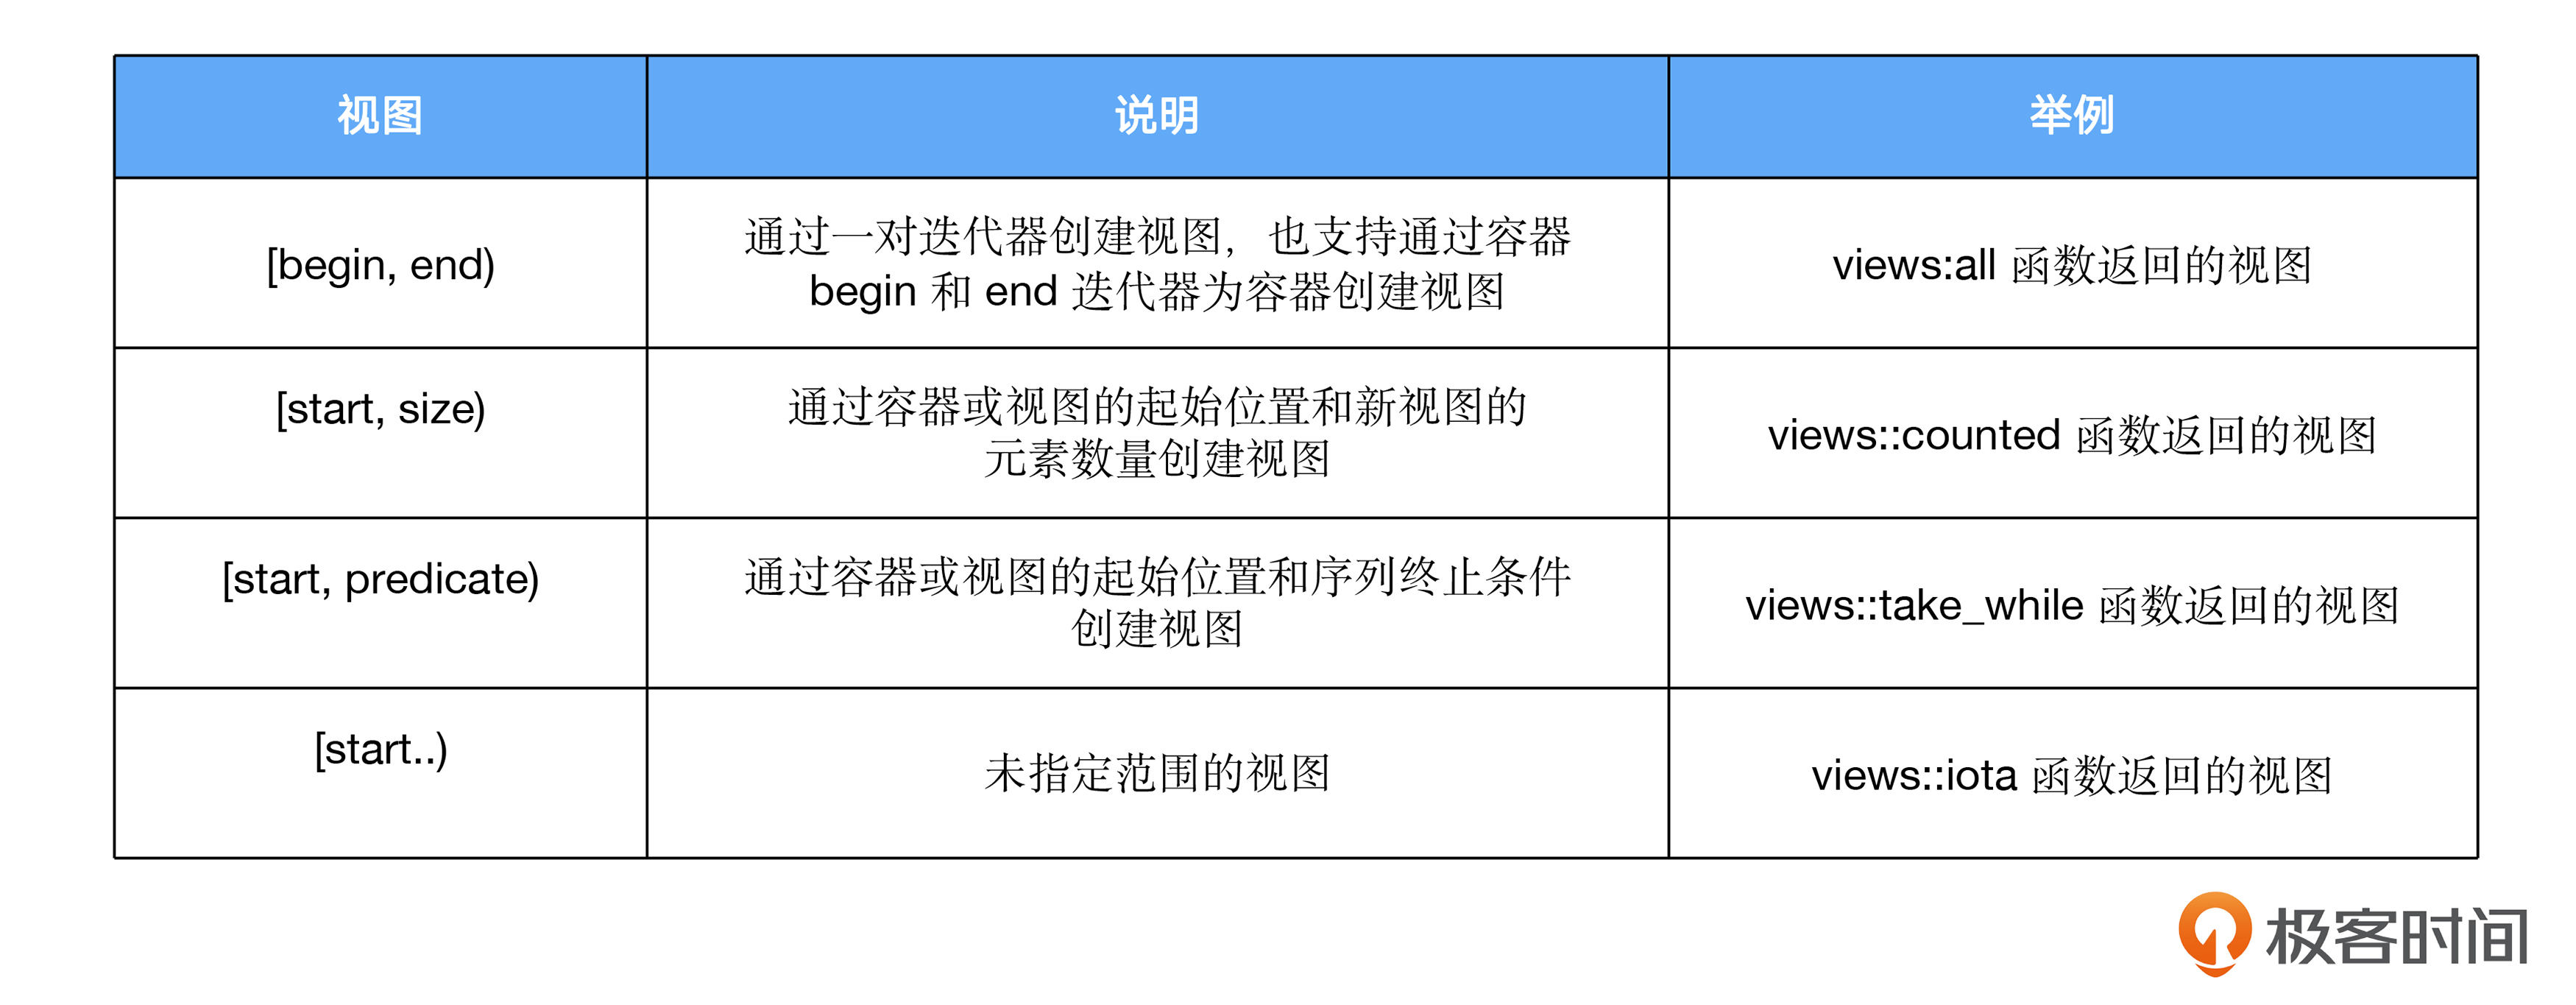 视图
说明
举例
[begin, end)
通过一对迭代器创建视图，也支持通过容器
begin 和 end 迭代器为容器创建视图
views:all 函数返回的视图
[start, size)
通过容器或视图的起始位置和新视图的
元素数量创建视图
views::counted 函数返回的视图
[start, predicate)
通过容器或视图的起始位置和序列终止条件
创建视图
views::take_while 函数返回的视图
[start..)
未指定范围的视图
views::iota 函数返回的视图
极客时间